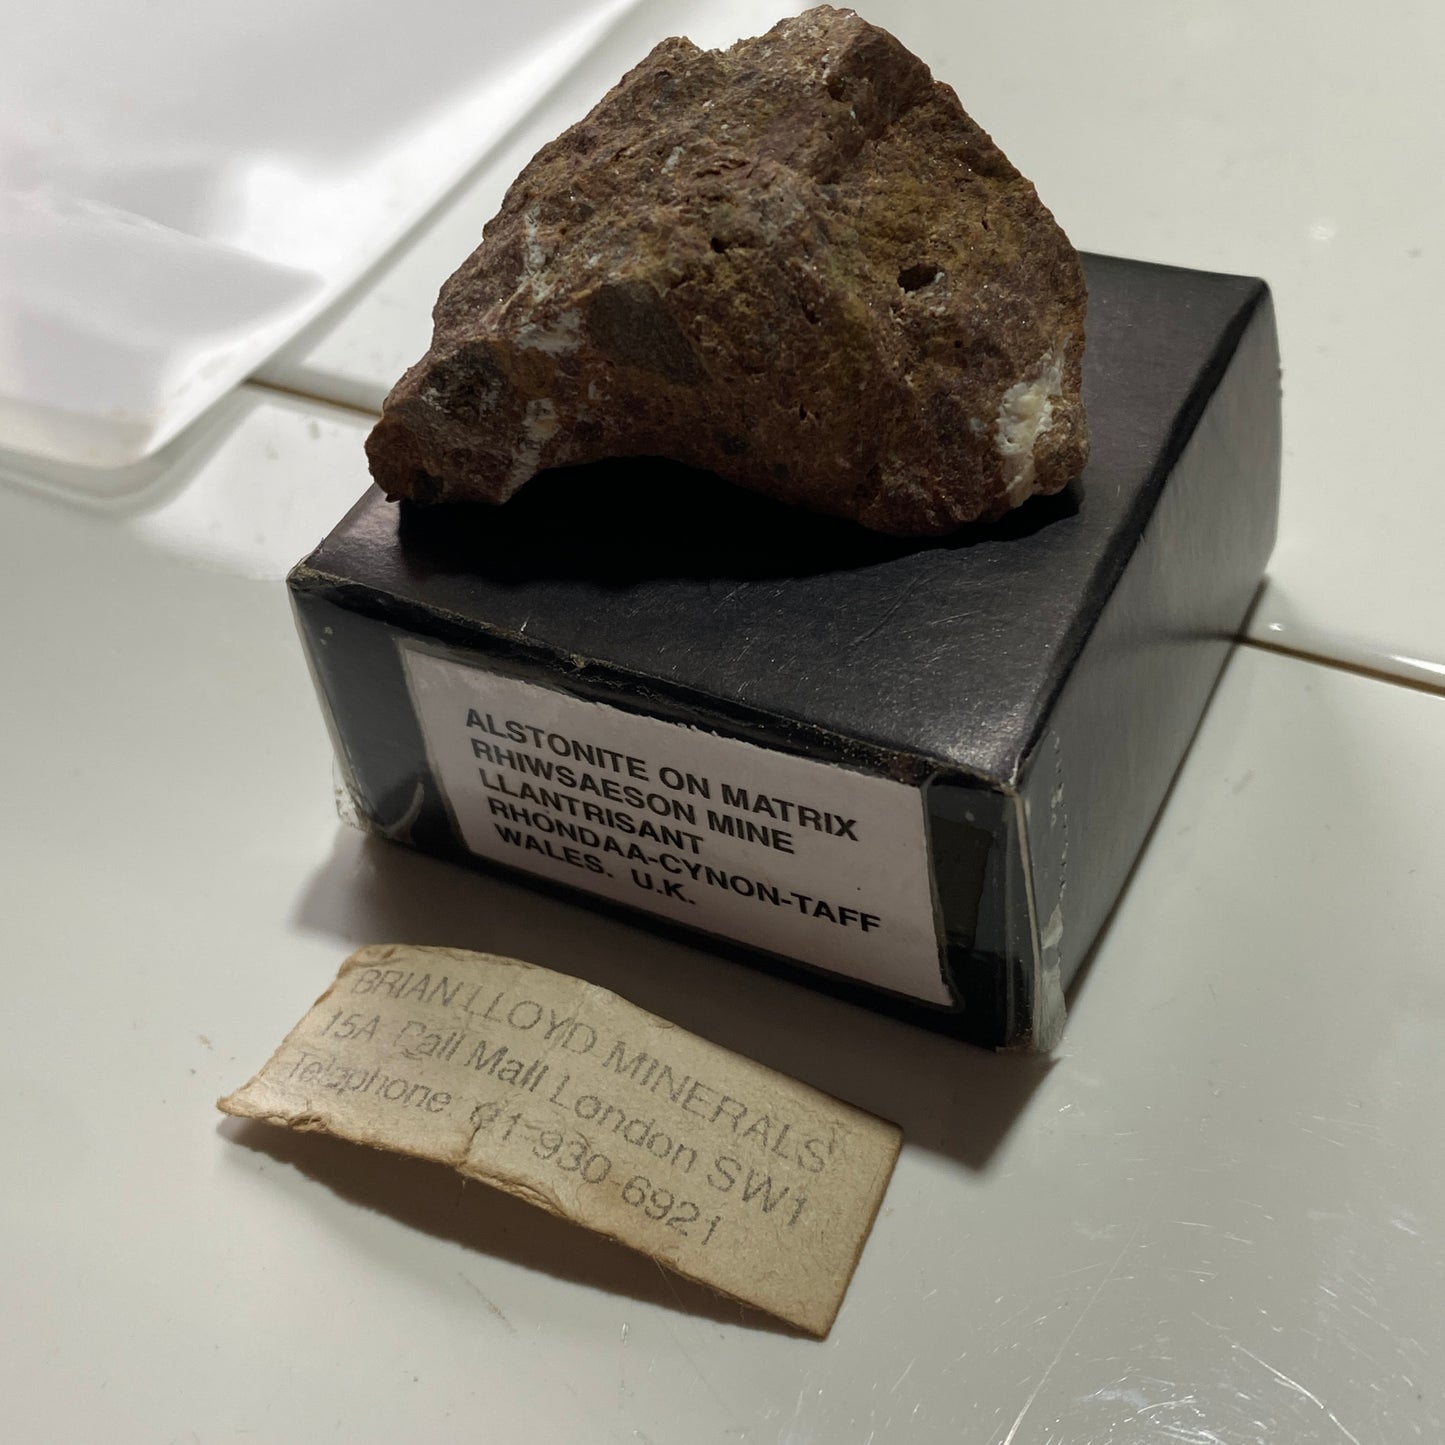 ALSTONITE ON MATRIX
RHIWSAESON MINE
LLANTRISANT
RHONDAA-CYNON-TAFF
WALES. U.K.
BRIAN LLOYD MINERALS
15A Pall Mall London SW1
Telephone 01-930-6921